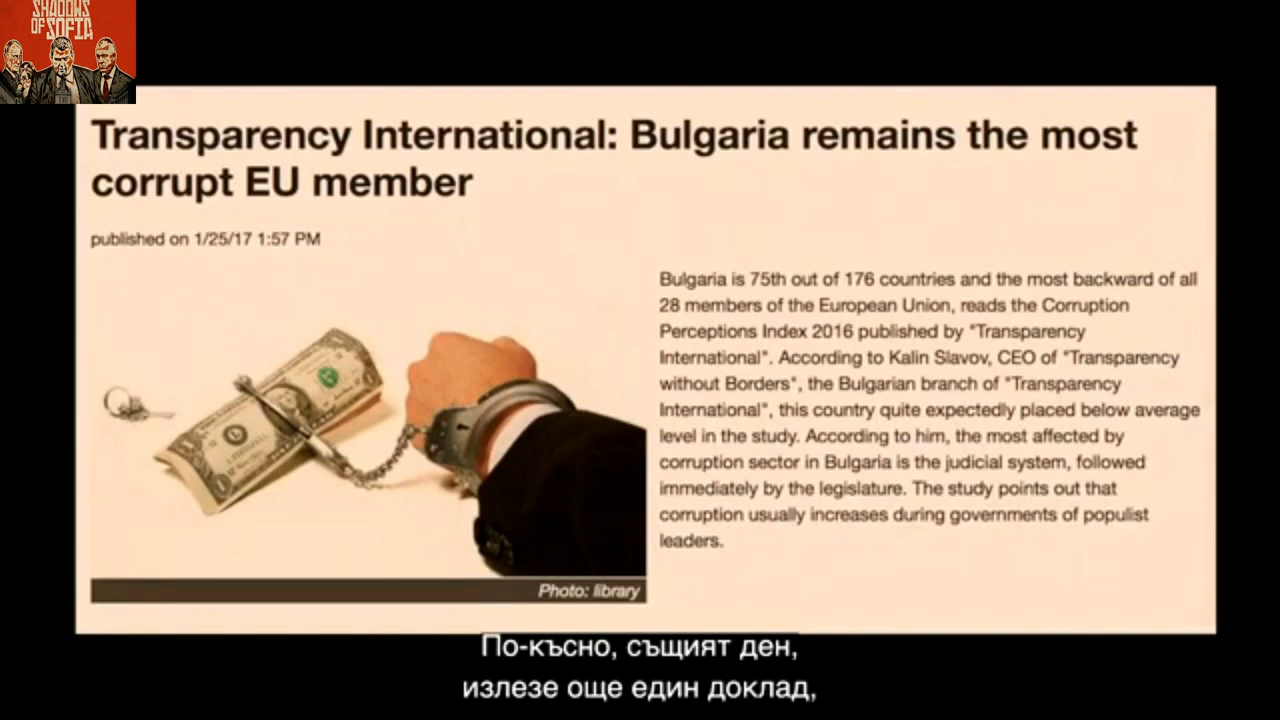 SHADOWS
OF SOFIA
Transparency International: Bulgaria remains the most
corrupt EU member
published on 1/25/17 1:57 PM
Bulgaria is 75th out of 176 countries and the most backward of all
28 members of the European Union, reads the Corruption
Perceptions Index 2016 published by "Transparency
International". According to Kalin Slavov, CEO of "Transparency
without Borders", the Bulgarian branch of "Transparency
International", this country quite expectedly placed below average
level in the study. According to him, the most affected by
corruption sector in Bulgaria is the judicial system, followed
immediately by the legislature. The study points out that
corruption usually increases during governments of populist
leaders.
Photo: library
По-късно, същият ден,
излезе още един доклад,